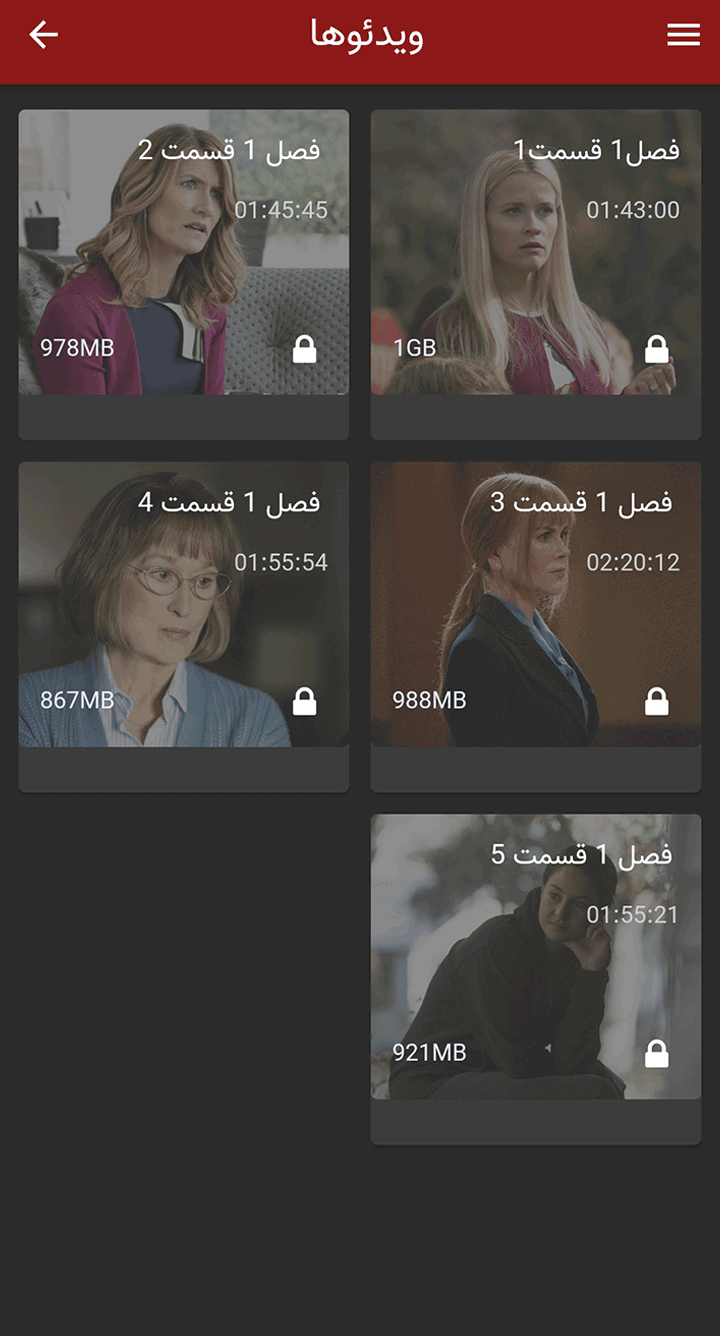 ویدئوها
فصل1 قسمت1
01:43:00
1GB
فصل 1 قسمت 2
01:45:45
978MB
فصل 1 قسمت 3
02:20:12
988MB
فصل 1 قسمت 4
01:55:54
867MB
فصل 1 قسمت 5
01:55:21
921MB